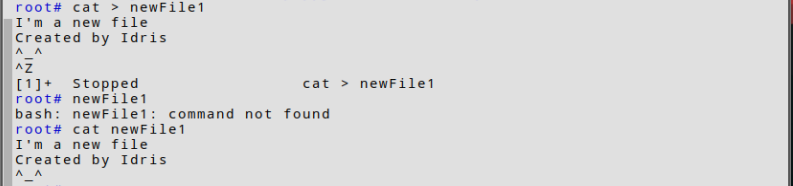 root# cat > newFile1
I'm a new file
Created by Idris
^_^
^Z
[1]+  Stopped                 cat > newFile1
root# newFile1
bash: newFile1: command not found
root# cat newFile1
I'm a new file
Created by Idris
^_^